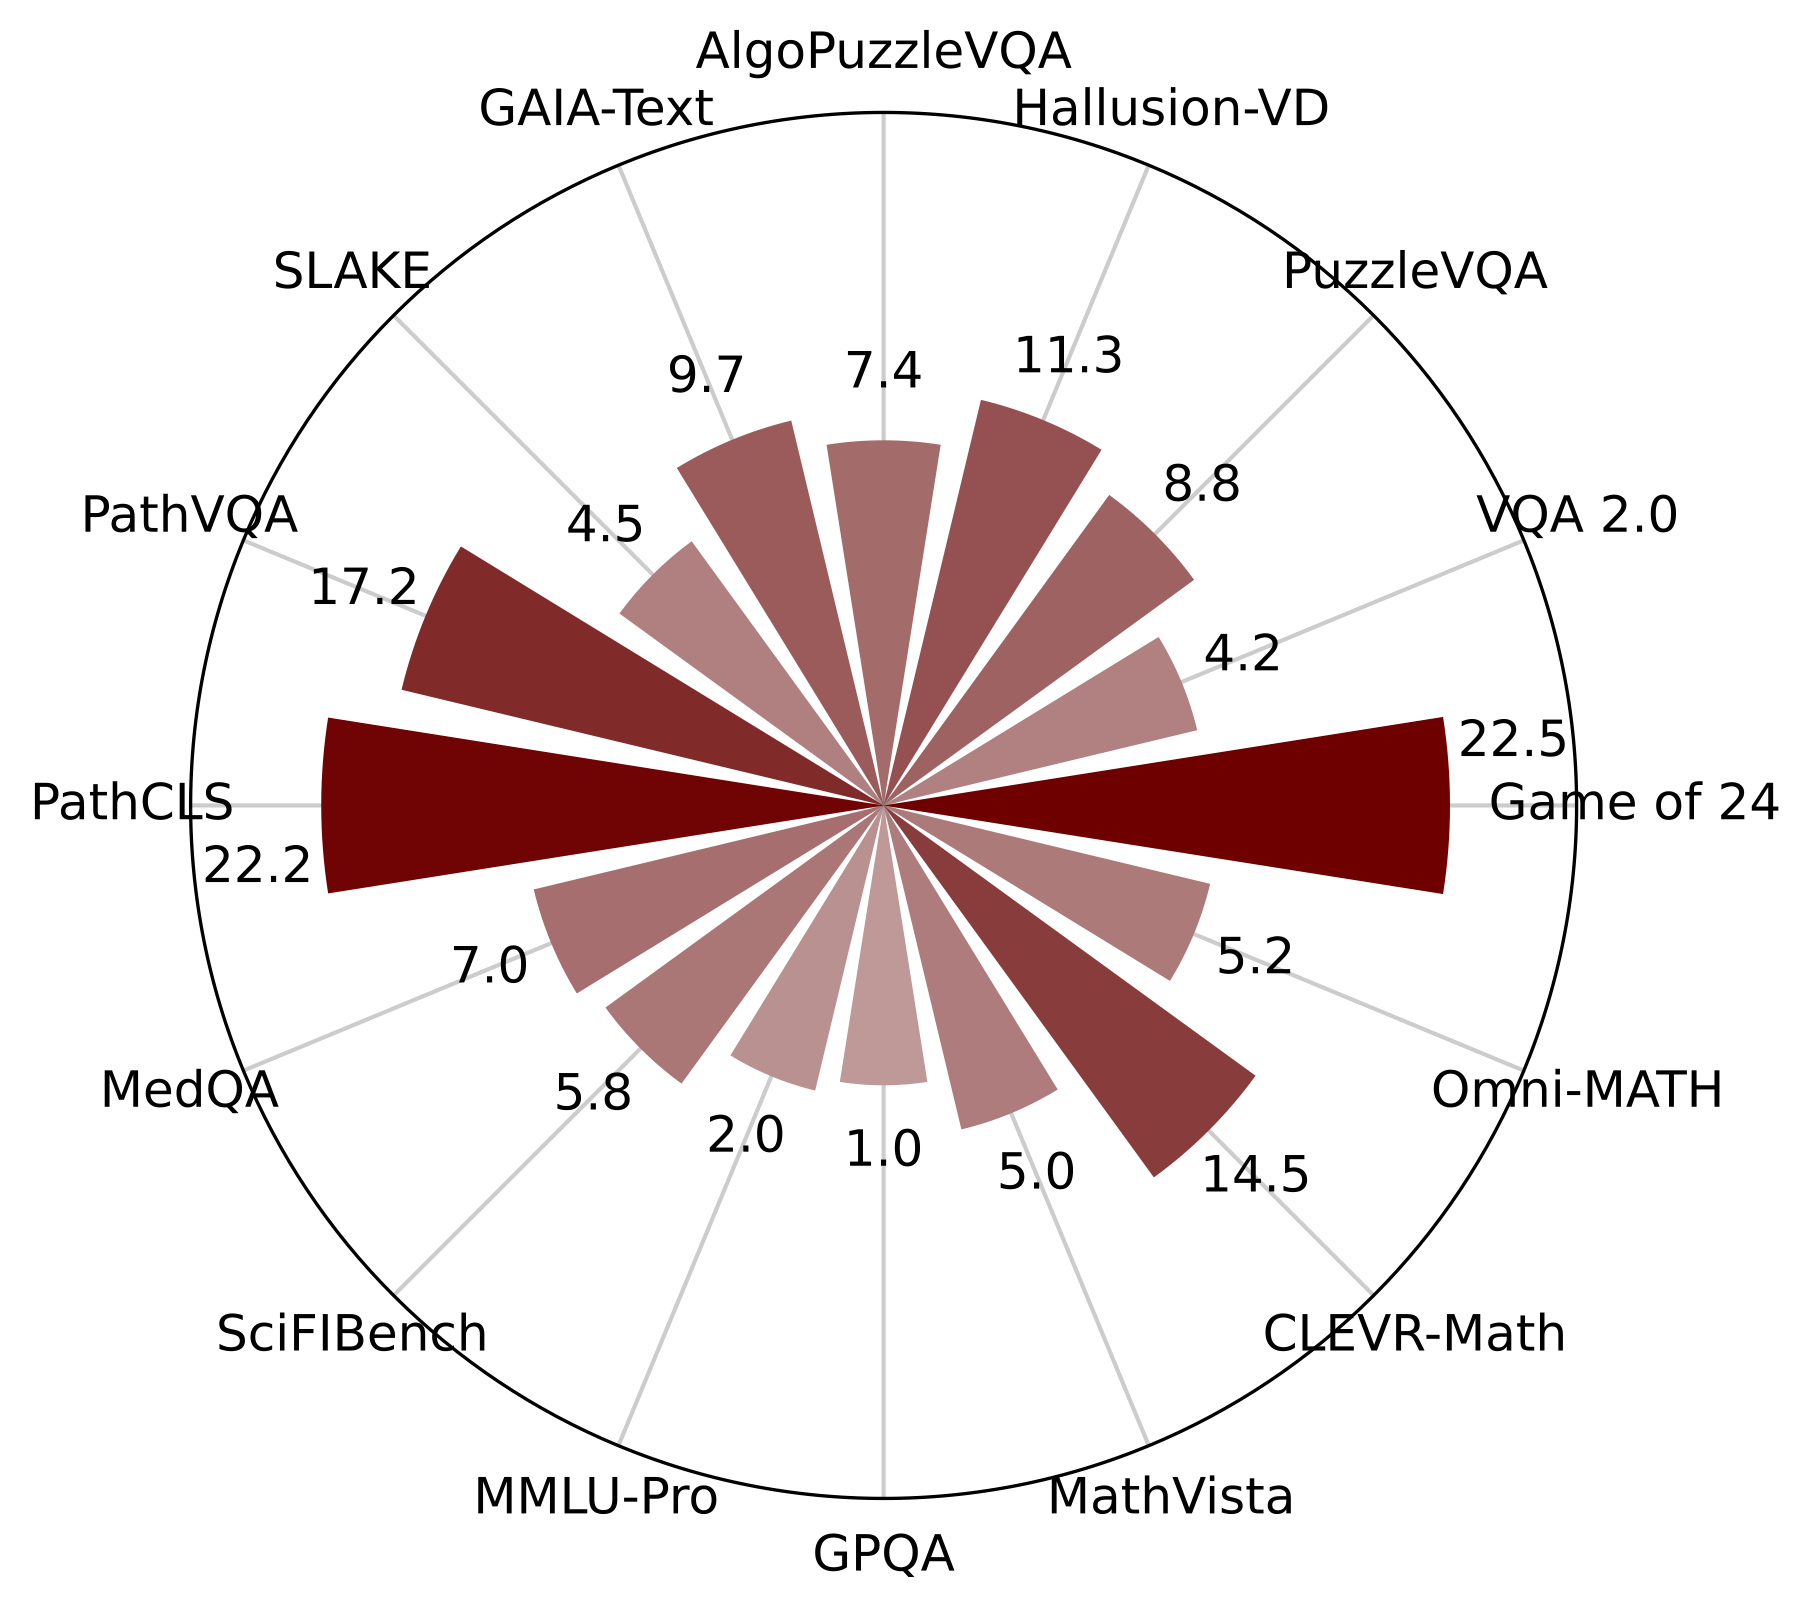 AlgoPuzzleVQA
GAIA-Text
Hallusion-VD
SLAKE
PuzzleVQA
9.7
7.4
11.3
8.8
4.5
PathVQA
VQA 2.0
17.2
4.2
22.5
PathCLS
Game of 24
22.2
7.0
5.2
MedQA
5.8
2.0
1.0
5.0
14.5
Omni-MATH
SciFIBench
CLEVR-Math
MMLU-Pro
MathVista
GPQA